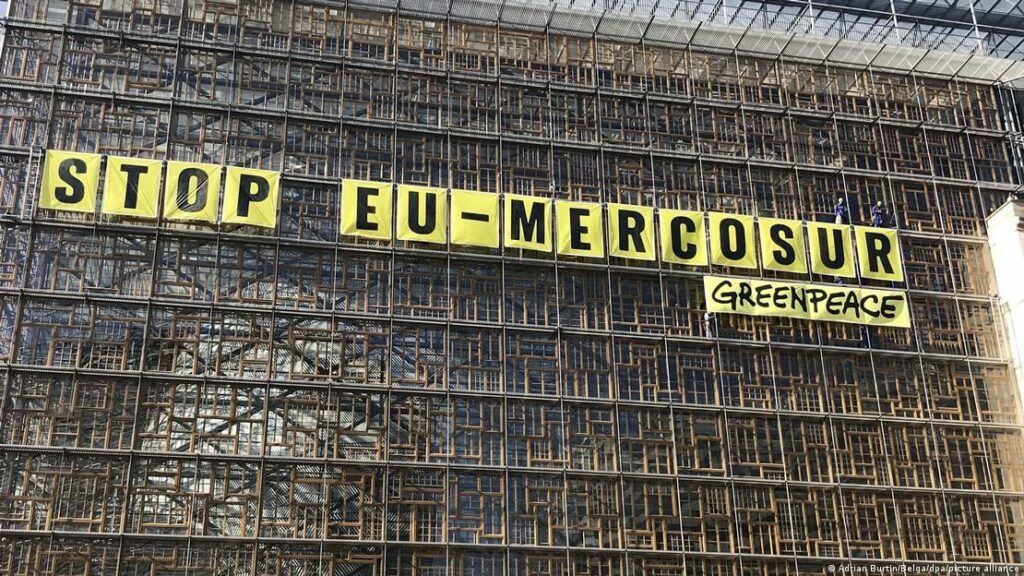 STOP EU-MERCOSUR
GREENPEACE
© Adrian Burtin/Belga/dpa/picture alliance